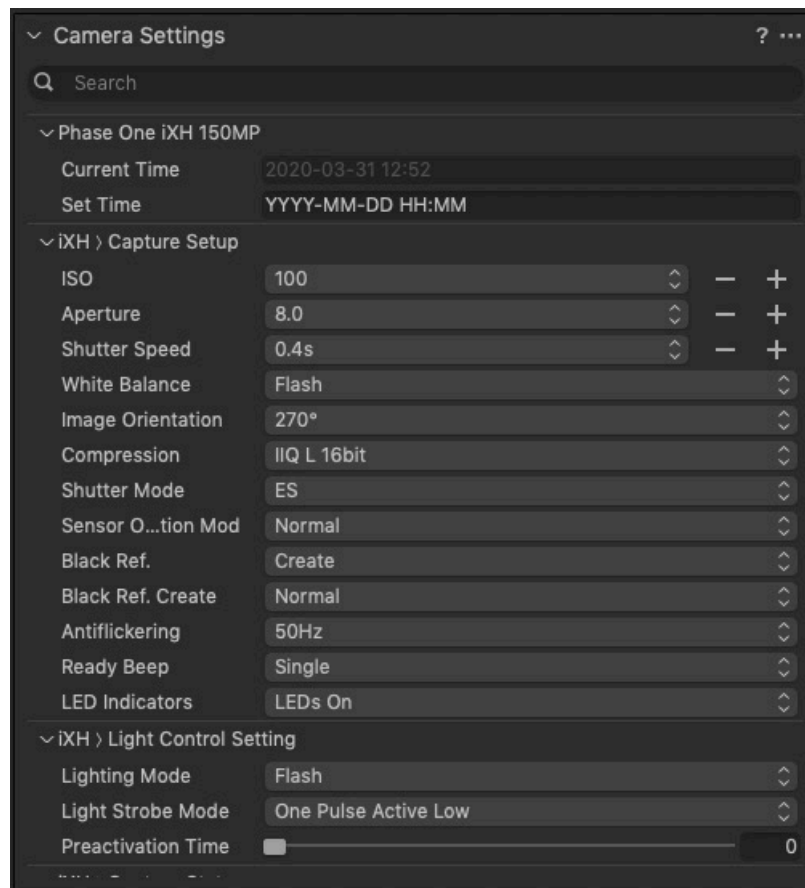 Camera Settings ? ...
Search
Phase One iXH 150MP
Current Time 2020-03-31 12:52
Set Time YYYY-MM-DD HH:MM
iXH 〉Capture Setup
ISO 100 − +
Aperture 8.0 − +
Shutter Speed 0.4s − +
White Balance Flash
Image Orientation 270°
Compression IIQ L 16bit
Shutter Mode ES
Sensor O...tion Mod Normal
Black Ref. Create
Black Ref. Create Normal
Antiflickering 50Hz
Ready Beep Single
LED Indicators LEDs On
iXH 〉Light Control Setting
Lighting Mode Flash
Light Strobe Mode One Pulse Active Low
Preactivation Time 0